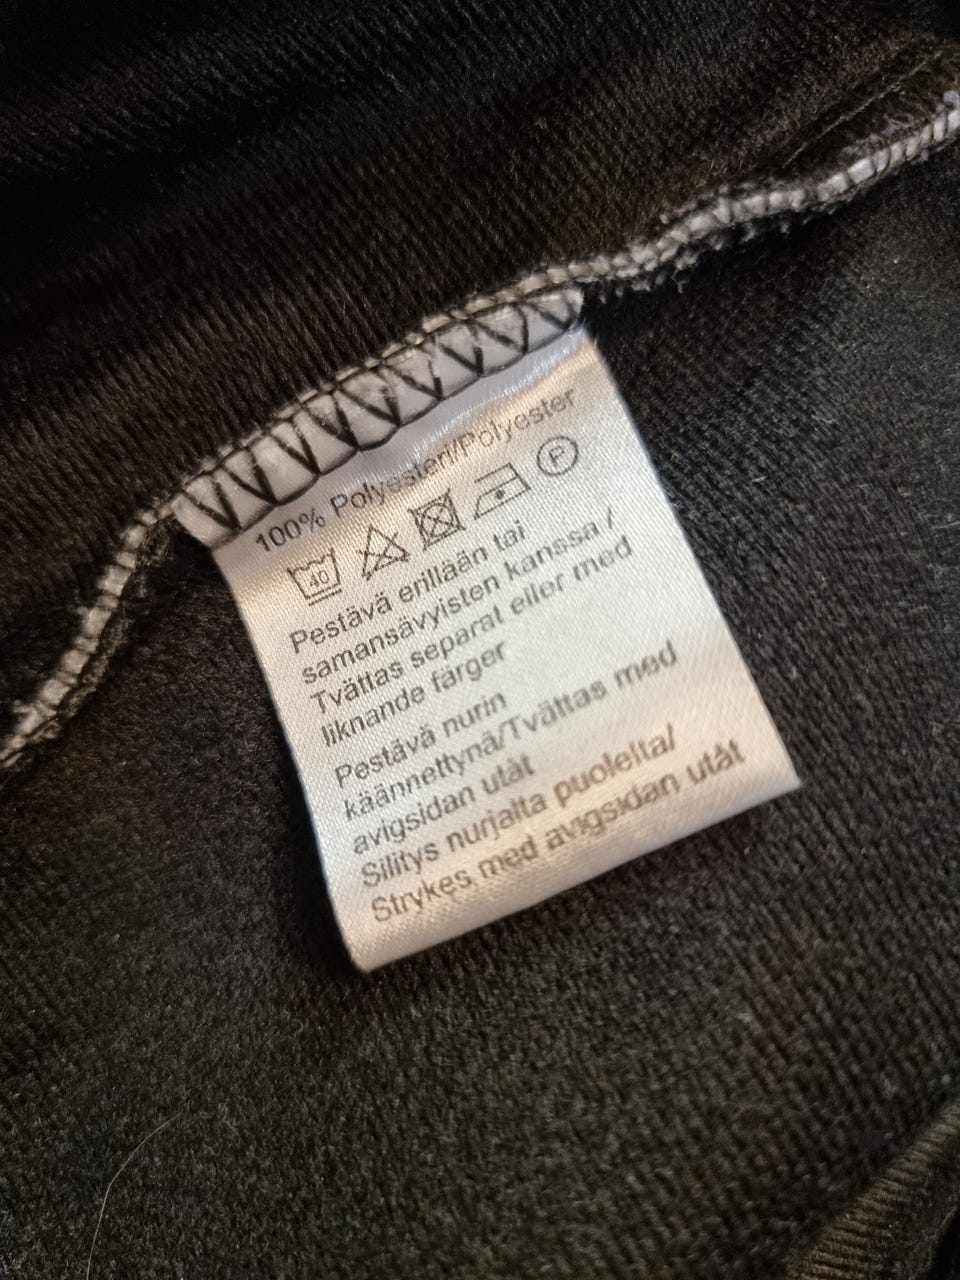 100% Polyesteri/Polyester
40 P
Pestävä erillään tai
samansävyisten kanssa /
Tvättas separat eller med
liknande färger
Pestävä nurin
käännettynä/Tvättas med
avigsidan utåt
Silitys nurjalta puolelta/
Strykes med avigsidan utåt